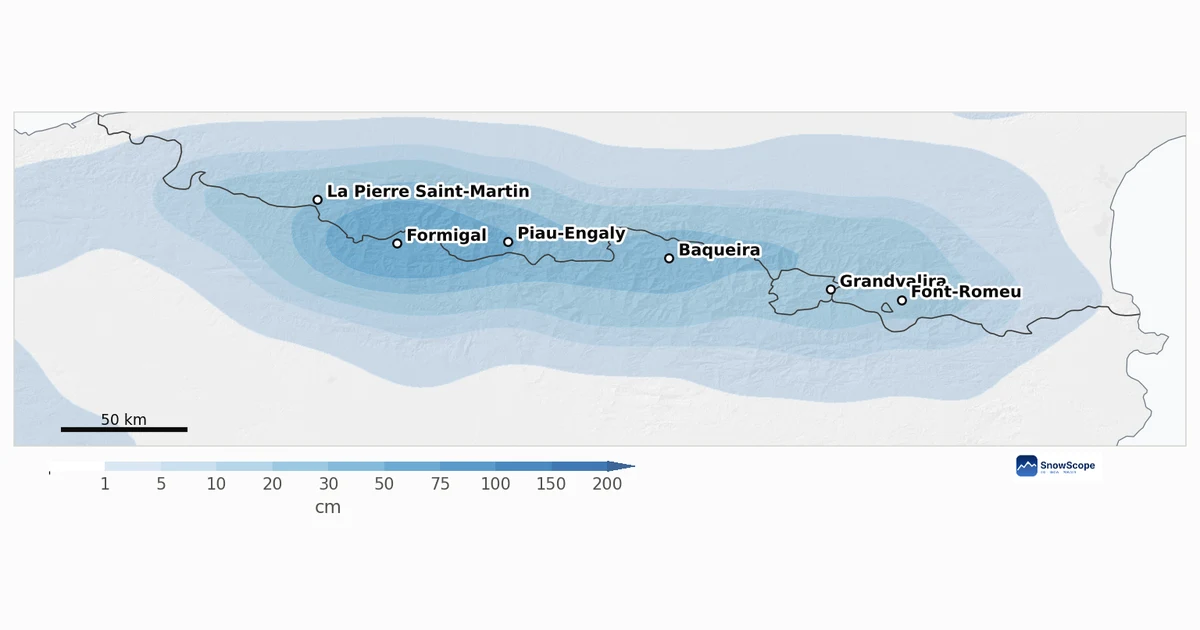 La Pierre Saint-Martin
Formigal
Piau-Engaly
Baqueira
Grandvalira
Font-Romeu
50 km
1 5 10 20 30 50 75 100 150 200
cm
SnowScope